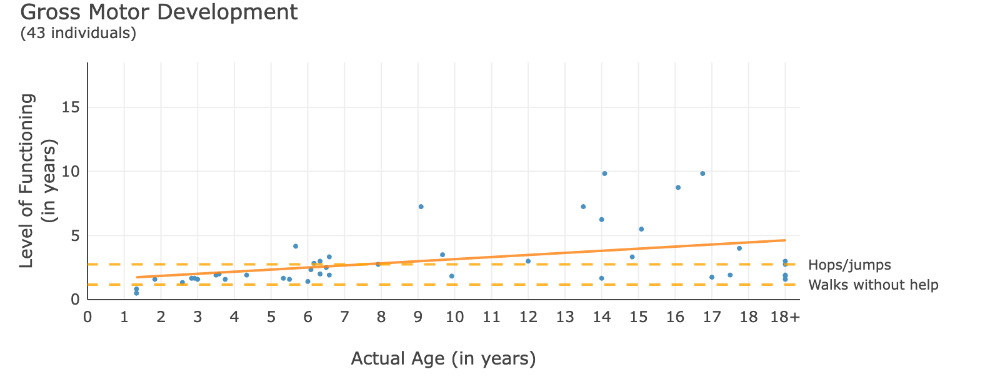 Gross Motor Development
(43 individuals)
Level of Functioning
(in years)
15
10
5
0
Hops/jumps
Walks without help
0 1 2 3 4 5 6 7 8 9 10 11 12 13 14 15 16 17 18 18+
Actual Age (in years)